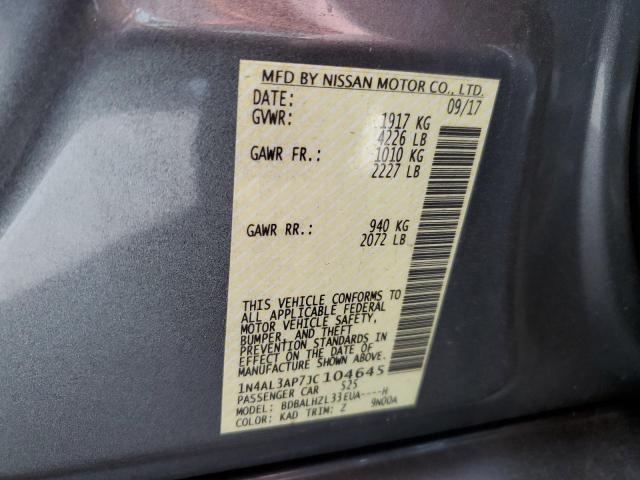 MFD BY NISSAN MOTOR CO., LTD.
DATE: 09/17
GVWR: 1917 KG
4226 LB
GAWR FR.: 1010 KG
2227 LB
GAWR RR.: 940 KG
2072 LB
THIS VEHICLE CONFORMS TO
ALL APPLICABLE FEDERAL
MOTOR VEHICLE SAFETY,
BUMPER, AND THEFT
PREVENTION STANDARDS IN
EFFECT ON THE DATE OF
MANUFACTURE SHOWN ABOVE.
1N4AL3AP7JC104645
PASSENGER CAR S25
MODEL: BDBALHZL33EUA----H
COLOR: KAD TRIM: Z 9N00A